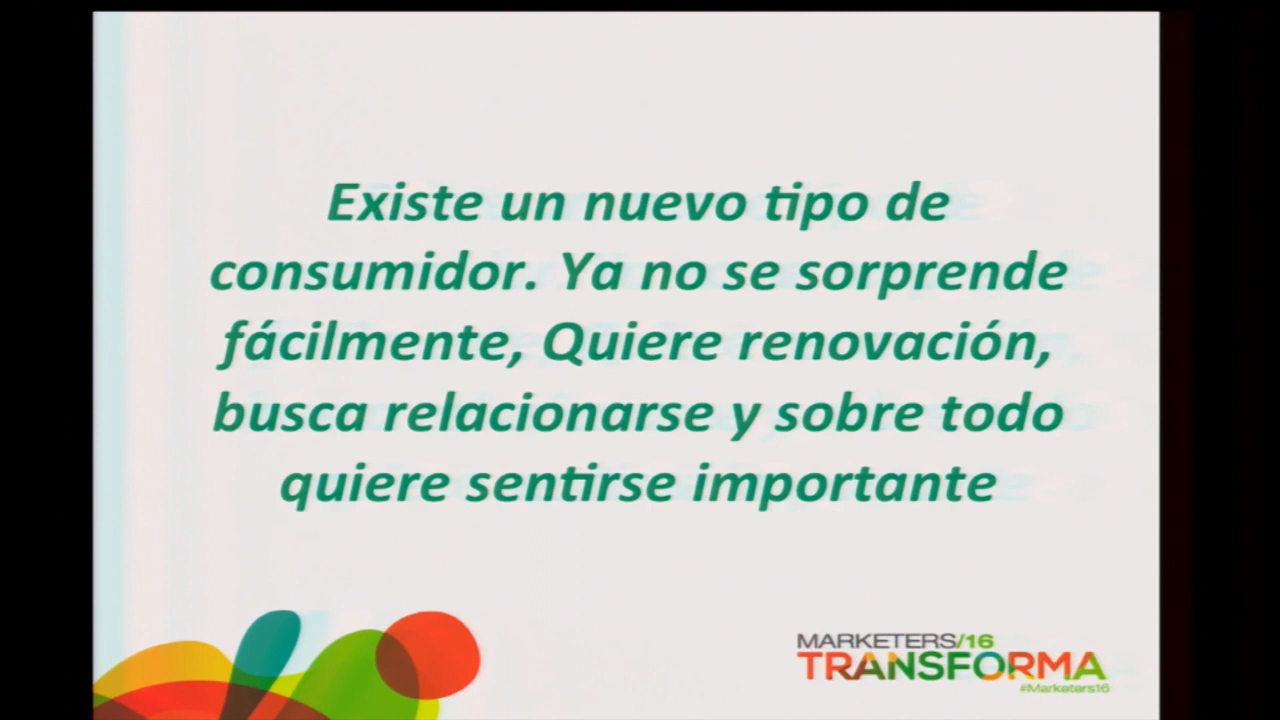 Existe un nuevo tipo de
consumidor. Ya no se sorprende
fácilmente, Quiere renovación,
busca relacionarse y sobre todo
quiere sentirse importante
MARKETERS/16
TRANSFORMA
#Marketers16